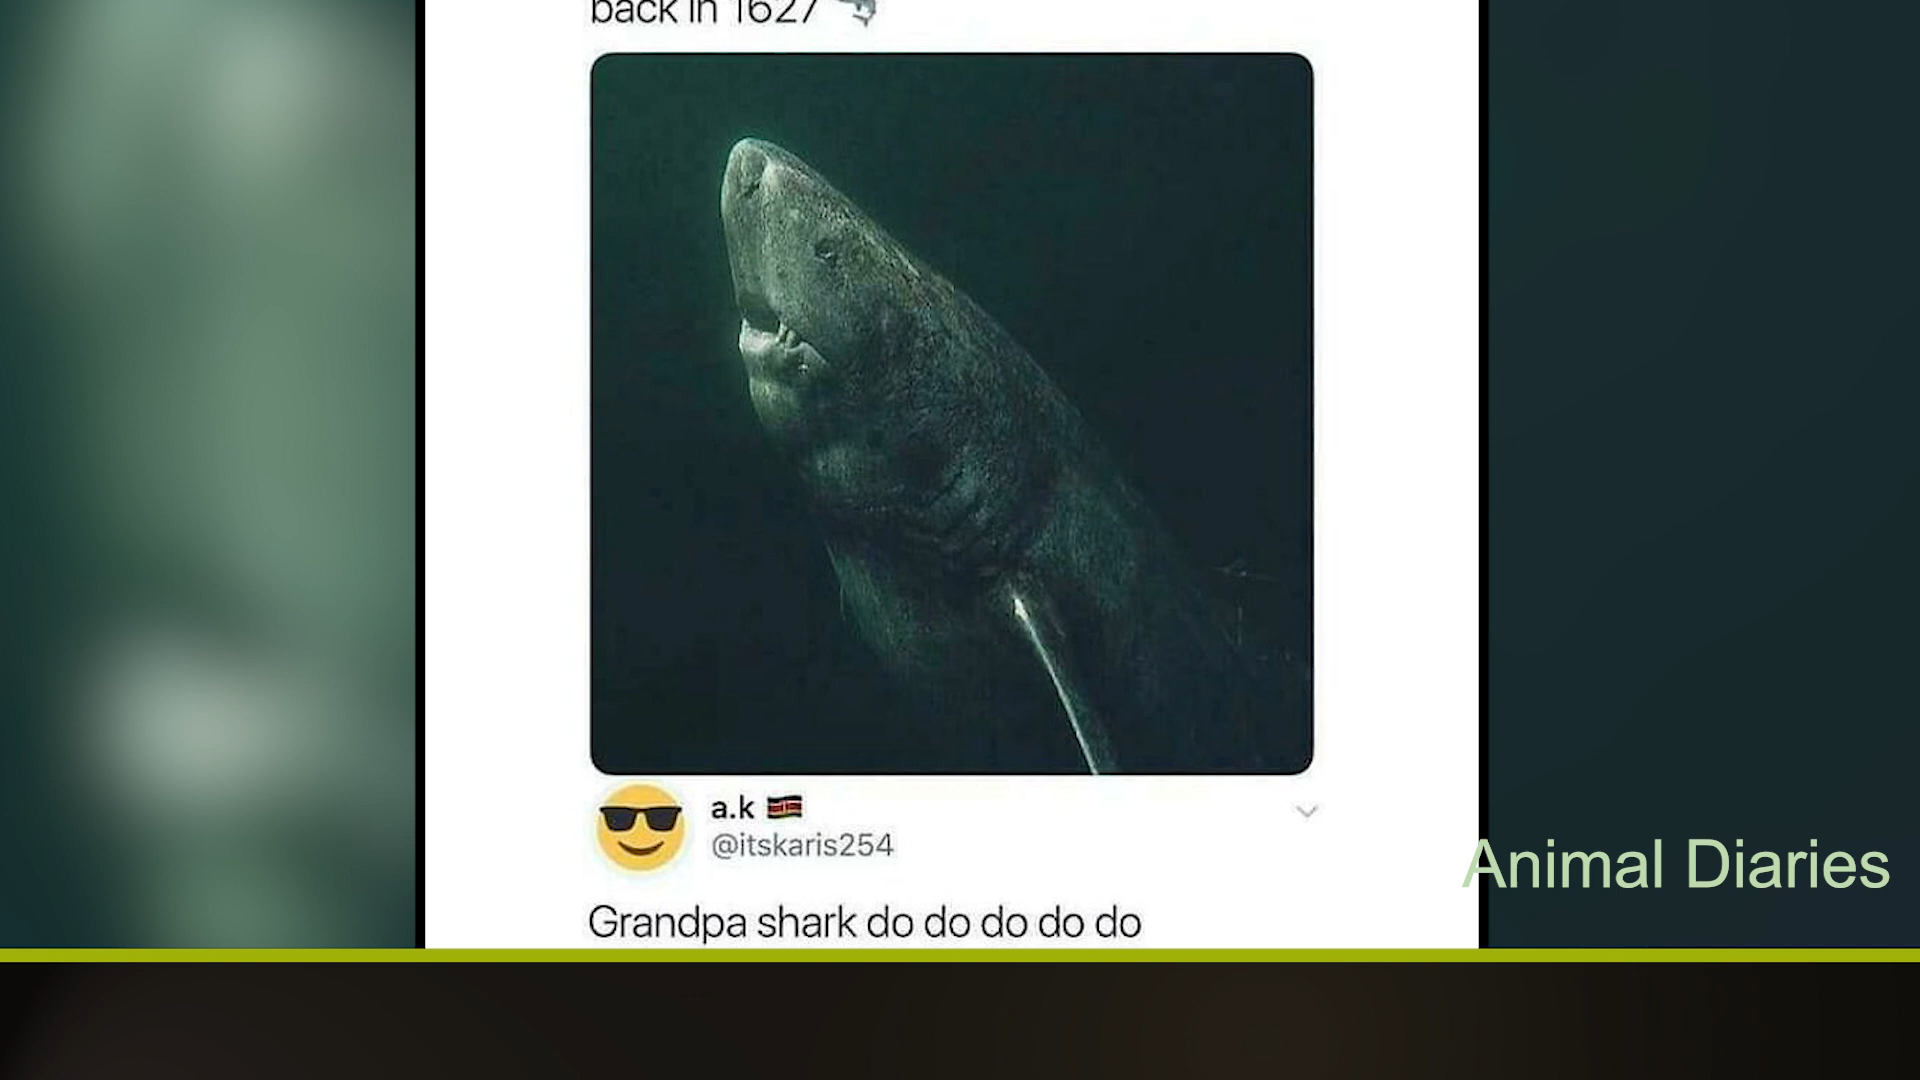 back in 1627
a.k
@itskaris254
Animal Diaries
Grandpa shark do do do do do